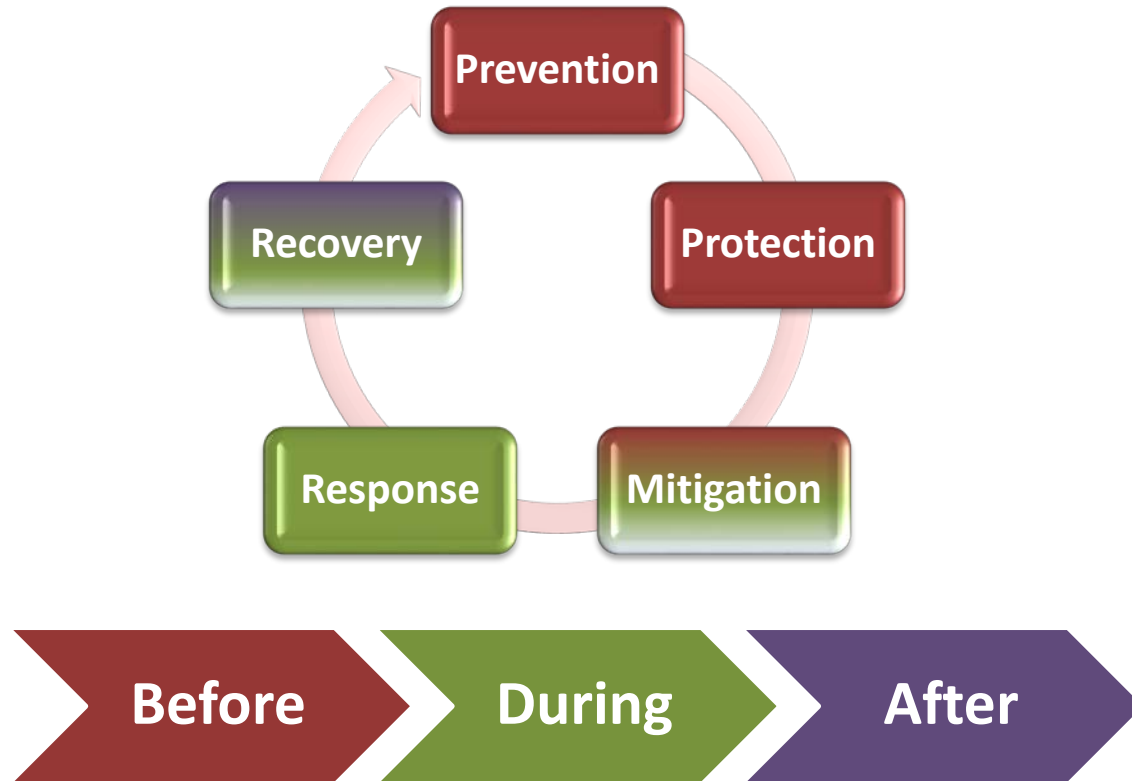 Prevention
Protection
Mitigation
Response
Recovery
Before
During
After